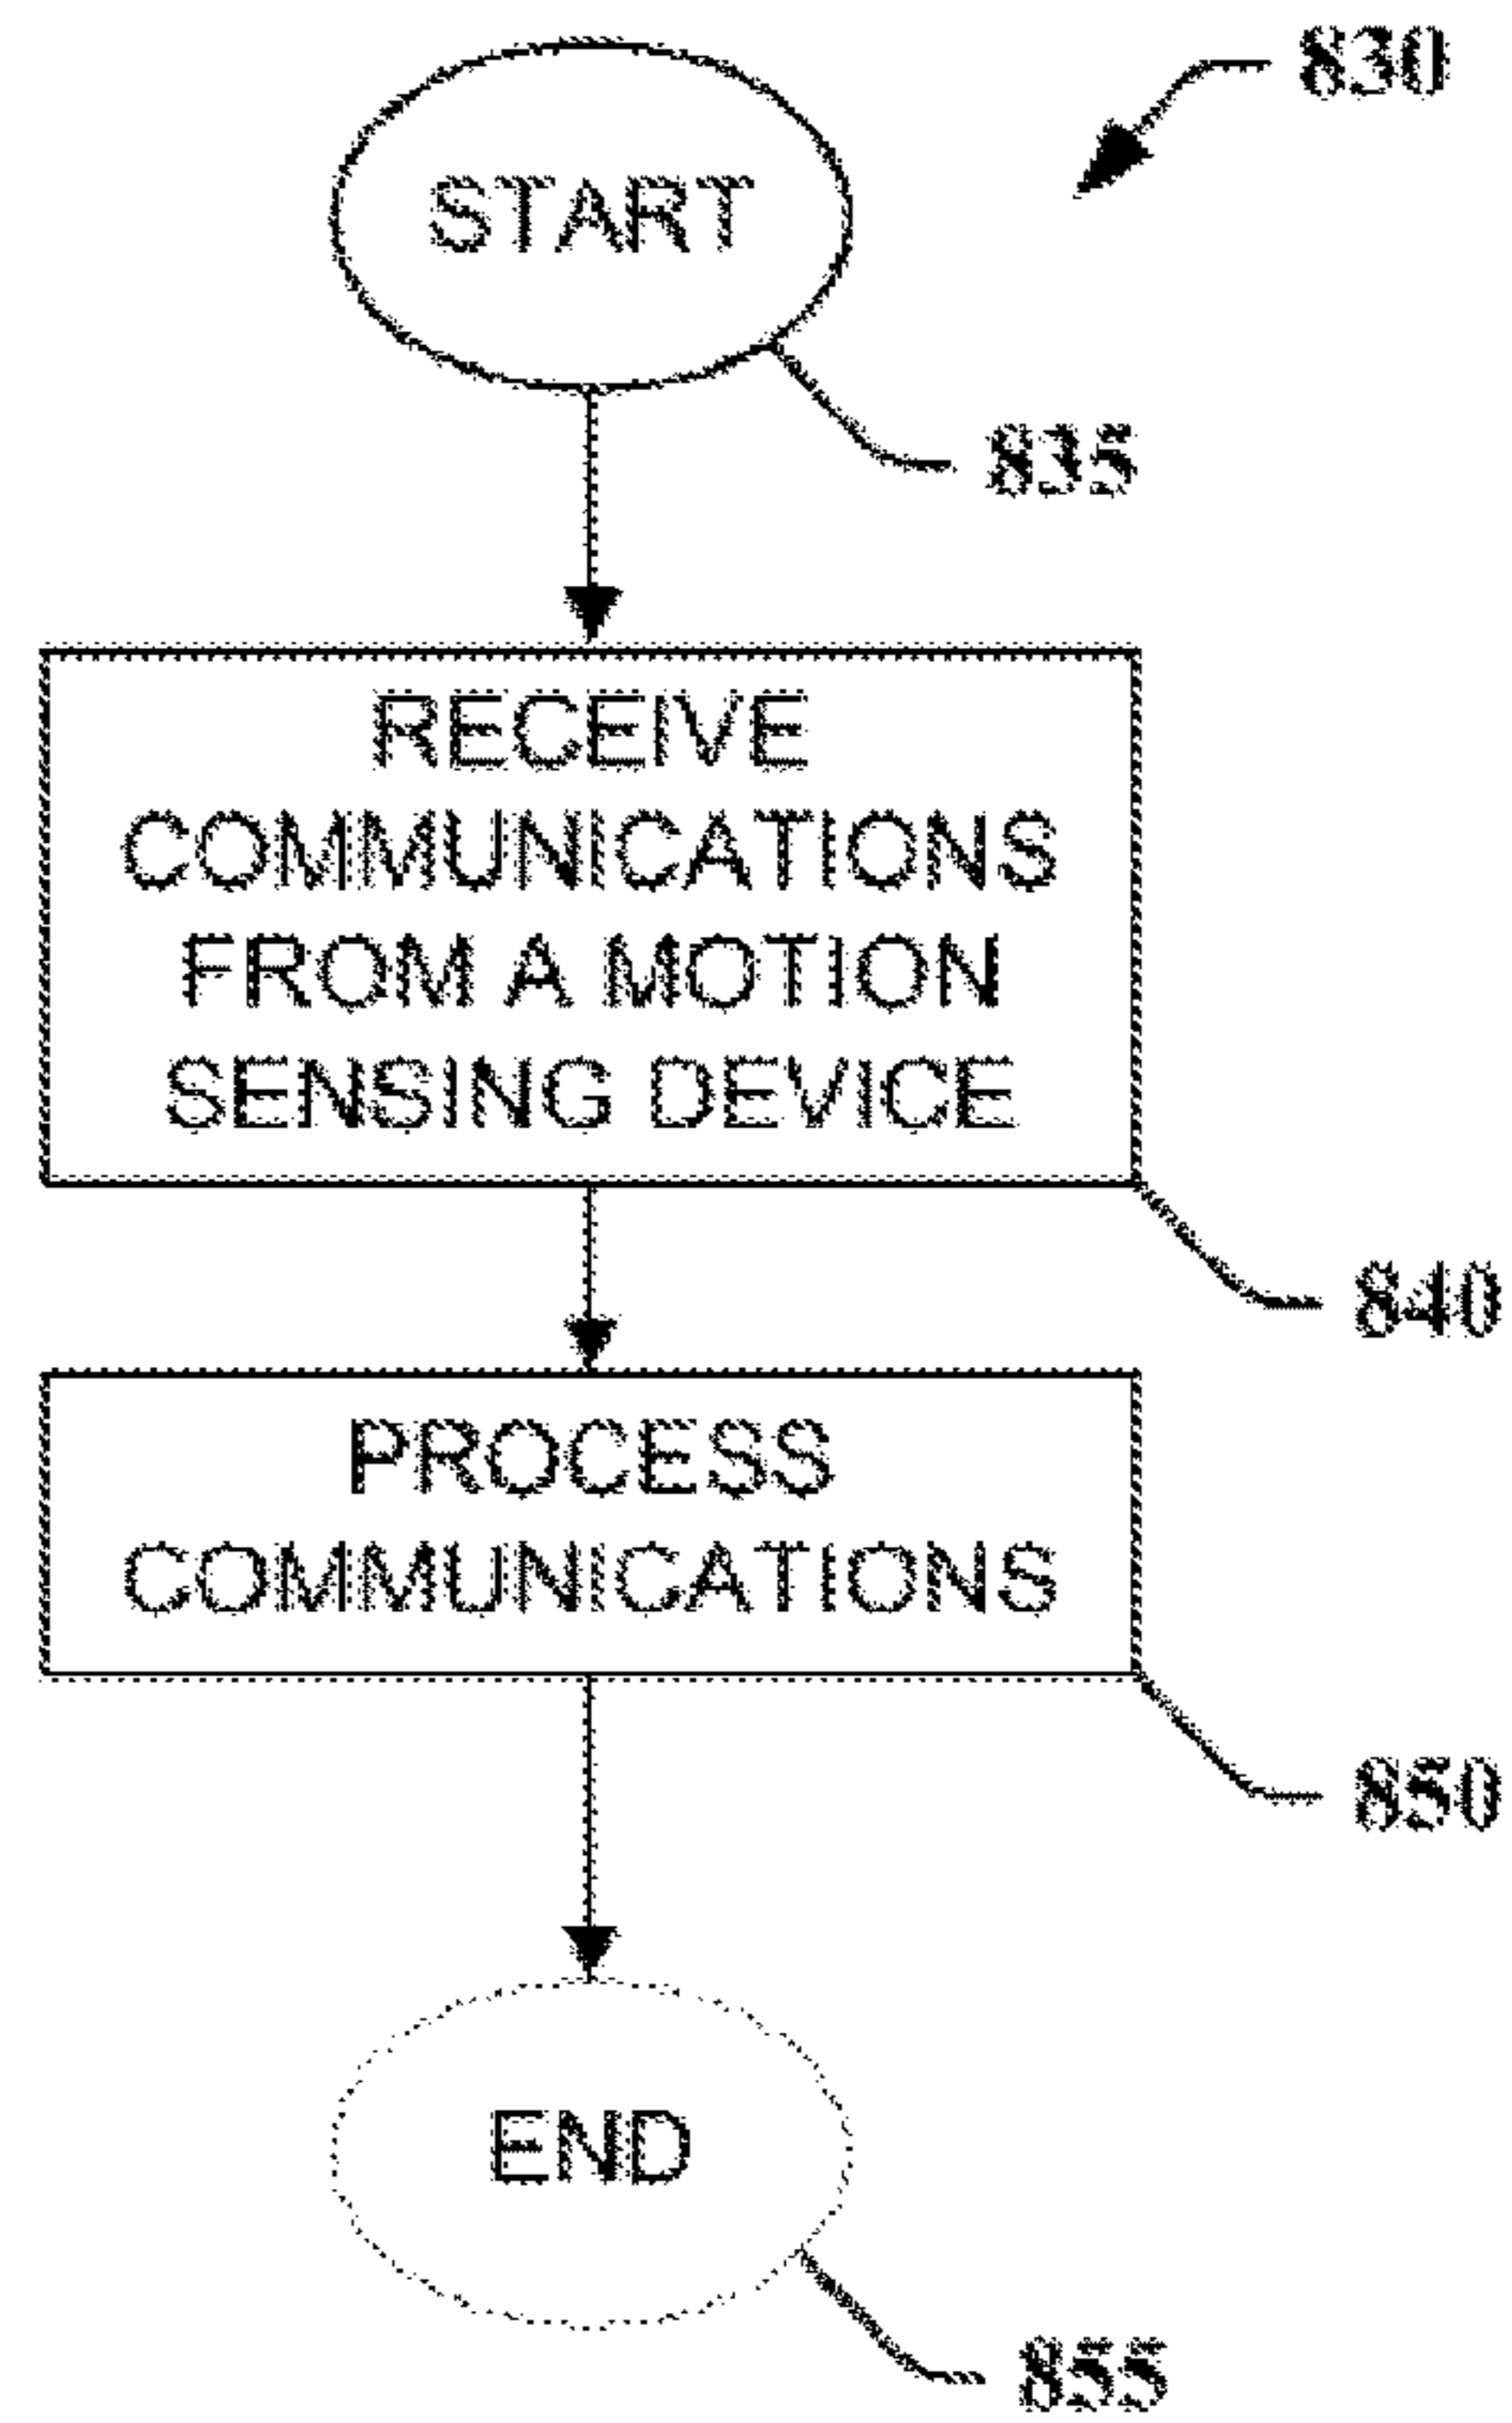 830
START
835
RECEIVE
COMMUNICATIONS
FROM A MOTION
SENSING DEVICE
840
PROCESS
COMMUNICATIONS
850
END
855